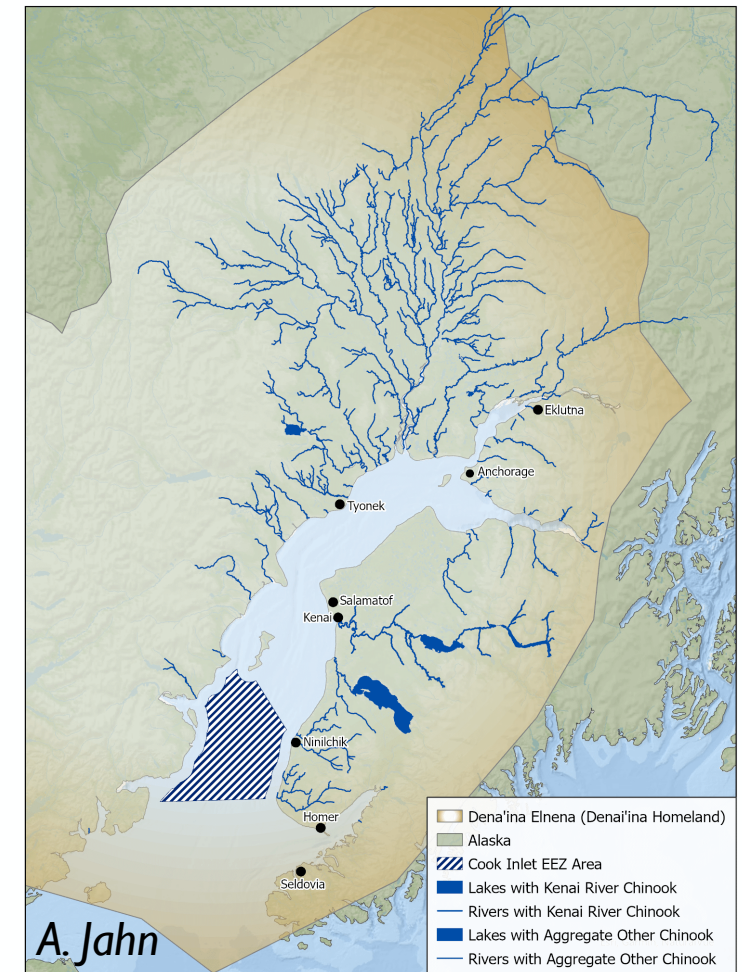 Eklutna
Anchorage
Tyonek
Salamatof
Kenai
Ninilchik
Homer
Seldovia
Dena'ina Elnena (Denai'ina Homeland)
Alaska
Cook Inlet EEZ Area
Lakes with Kenai River Chinook
Rivers with Kenai River Chinook
Lakes with Aggregate Other Chinook
Rivers with Aggregate Other Chinook
A. Jahn